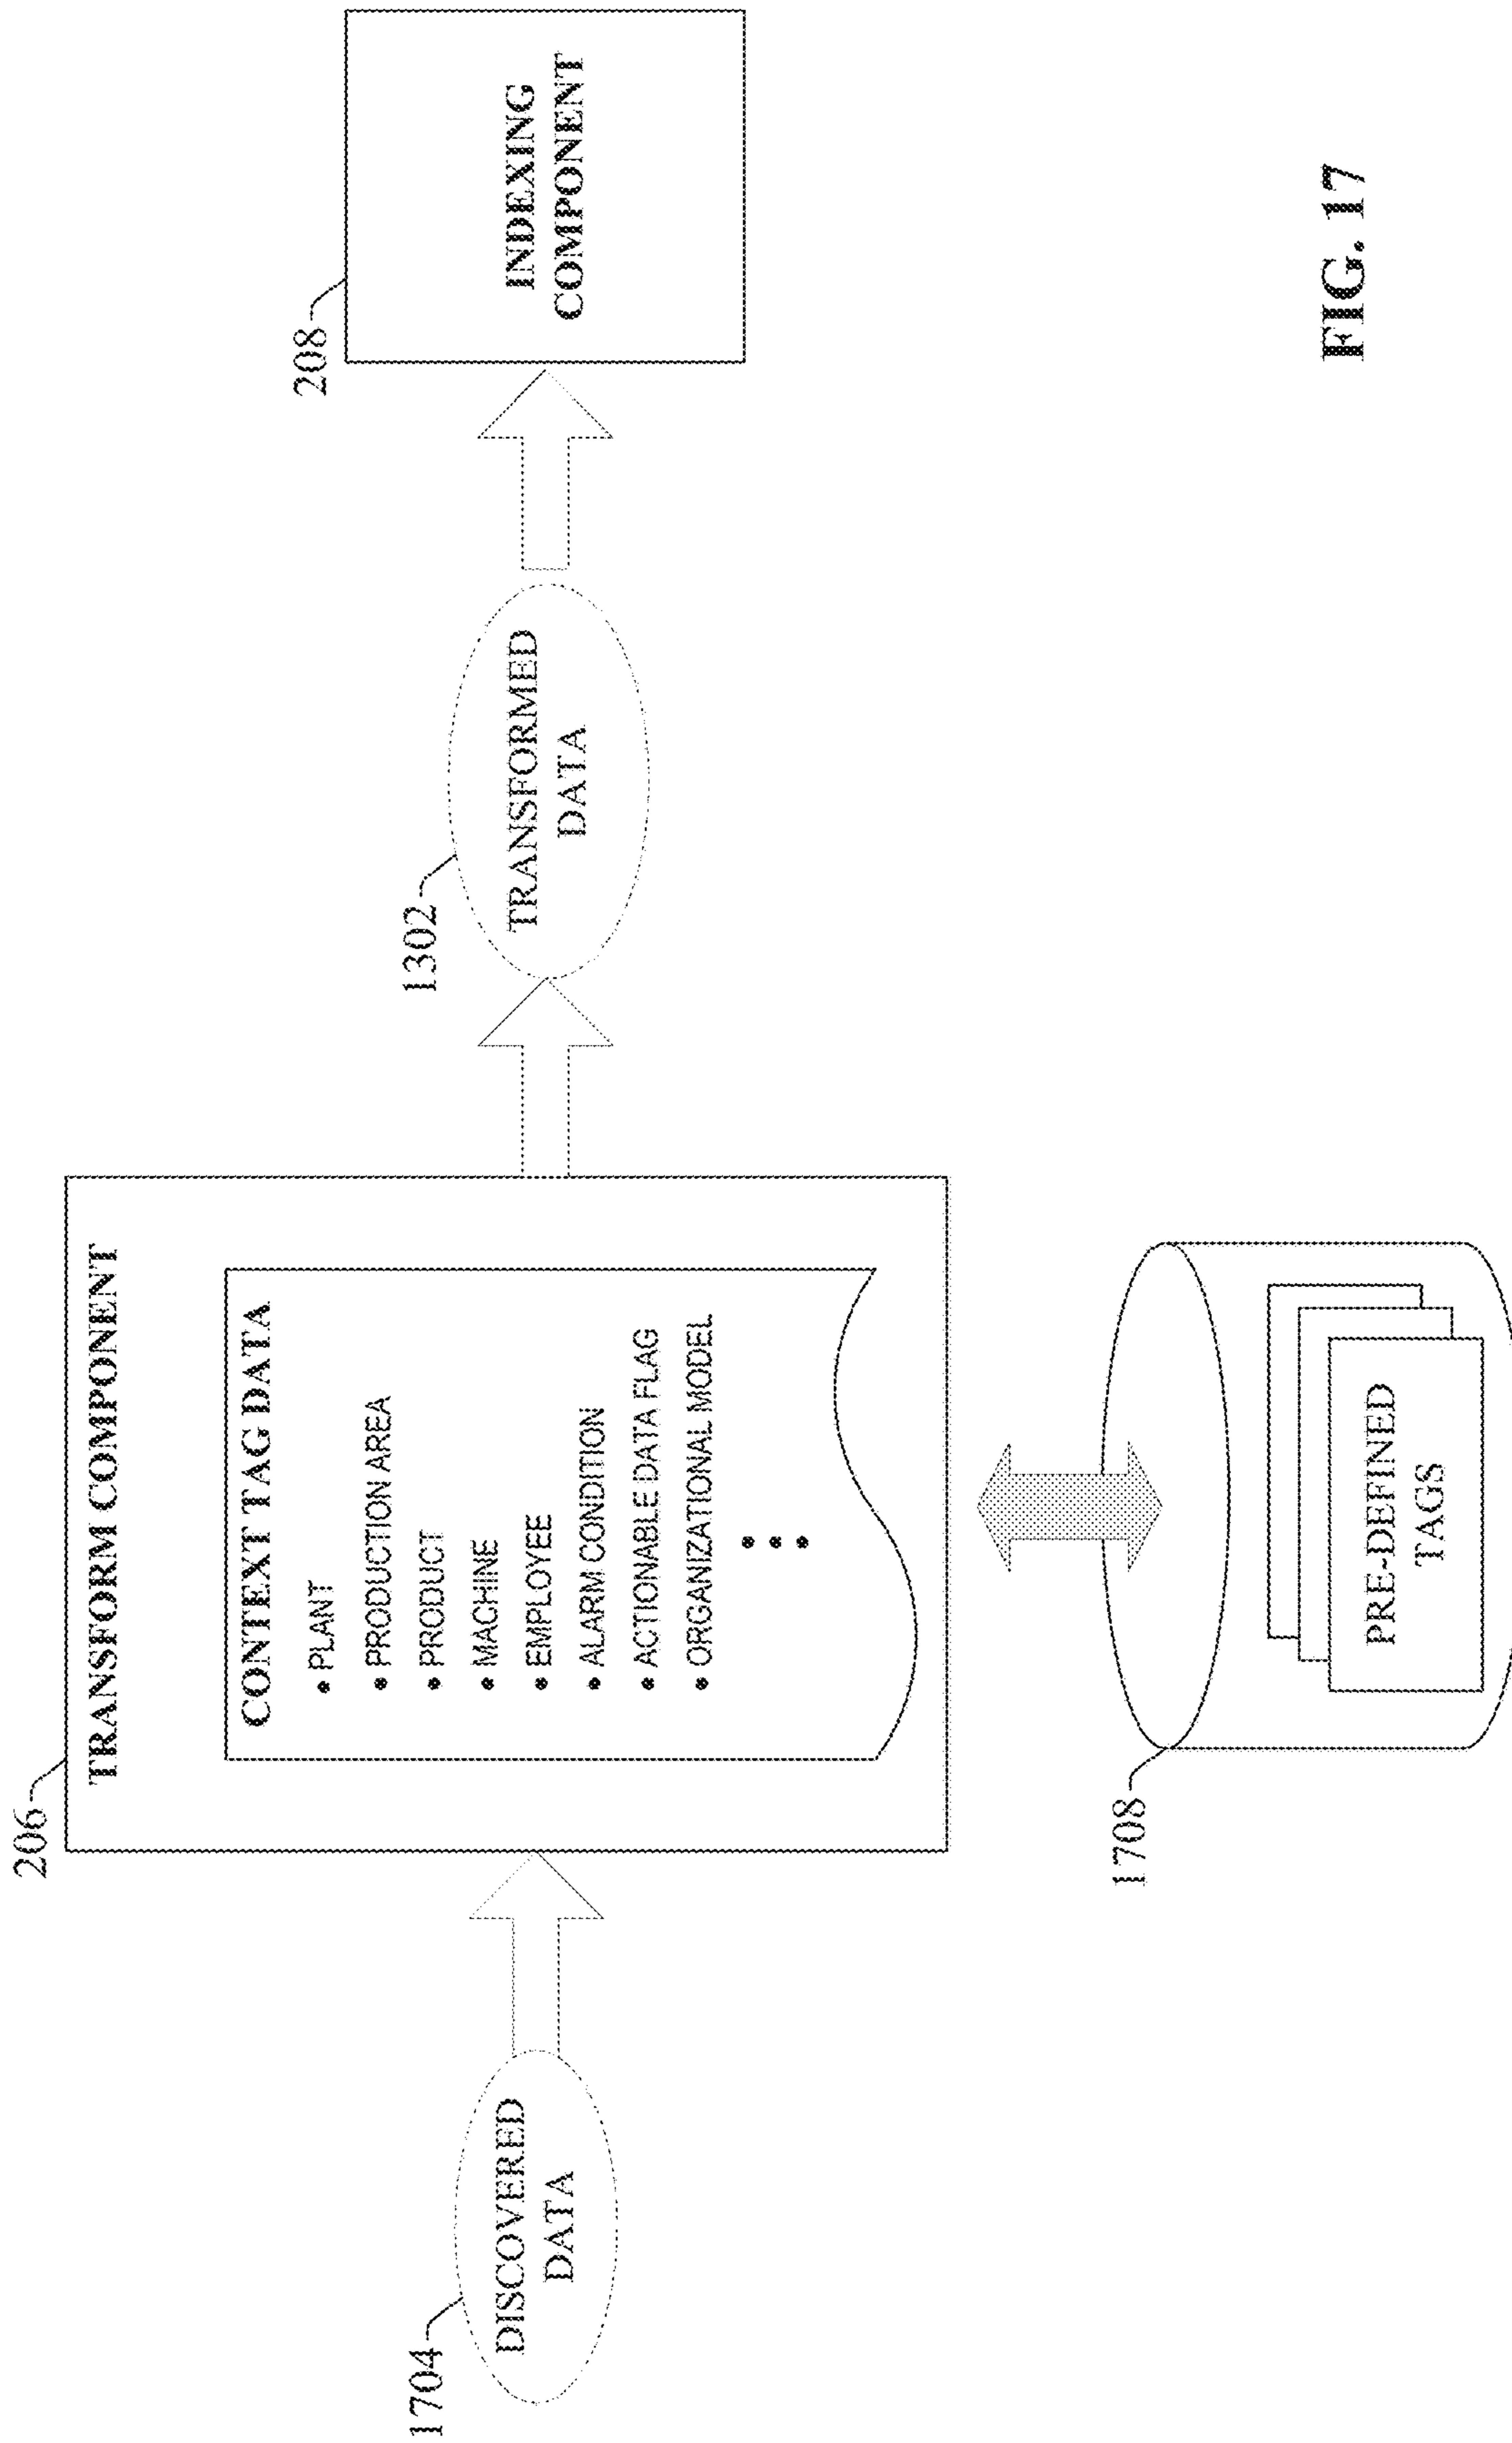 206
TRANSFORM COMPONENT
CONTEXT TAG DATA
• PLANT
• PRODUCTION AREA
• PRODUCT
• MACHINE
• EMPLOYEE
• ALARM CONDITION
• ACTIONABLE DATA FLAG
• ORGANIZATIONAL MODEL
1704
DISCOVERED
DATA
1302
TRANSFORMED
DATA
208
INDEXING
COMPONENT
1708
PRE-DEFINED
TAGS
FIG. 17